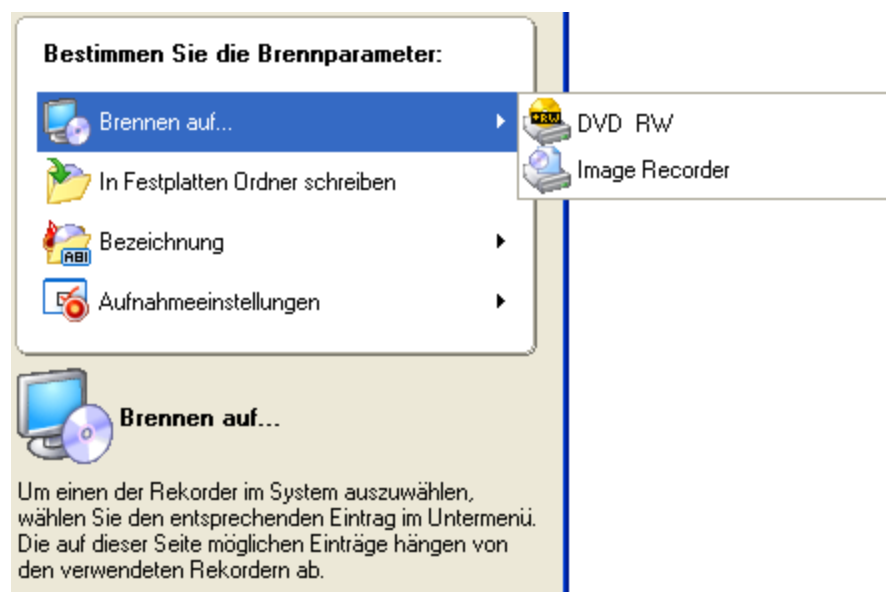 Bestimmen Sie die Brennparameter:
Brennen auf...
+RW DVD RW
Image Recorder
In Festplatten Ordner schreiben
ABI Bezeichnung
Aufnahmeeinstellungen
Brennen auf...
Um einen der Rekorder im System auszuwählen,
wählen Sie den entsprechenden Eintrag im Untermenü.
Die auf dieser Seite möglichen Einträge hängen von
den verwendeten Rekordern ab.